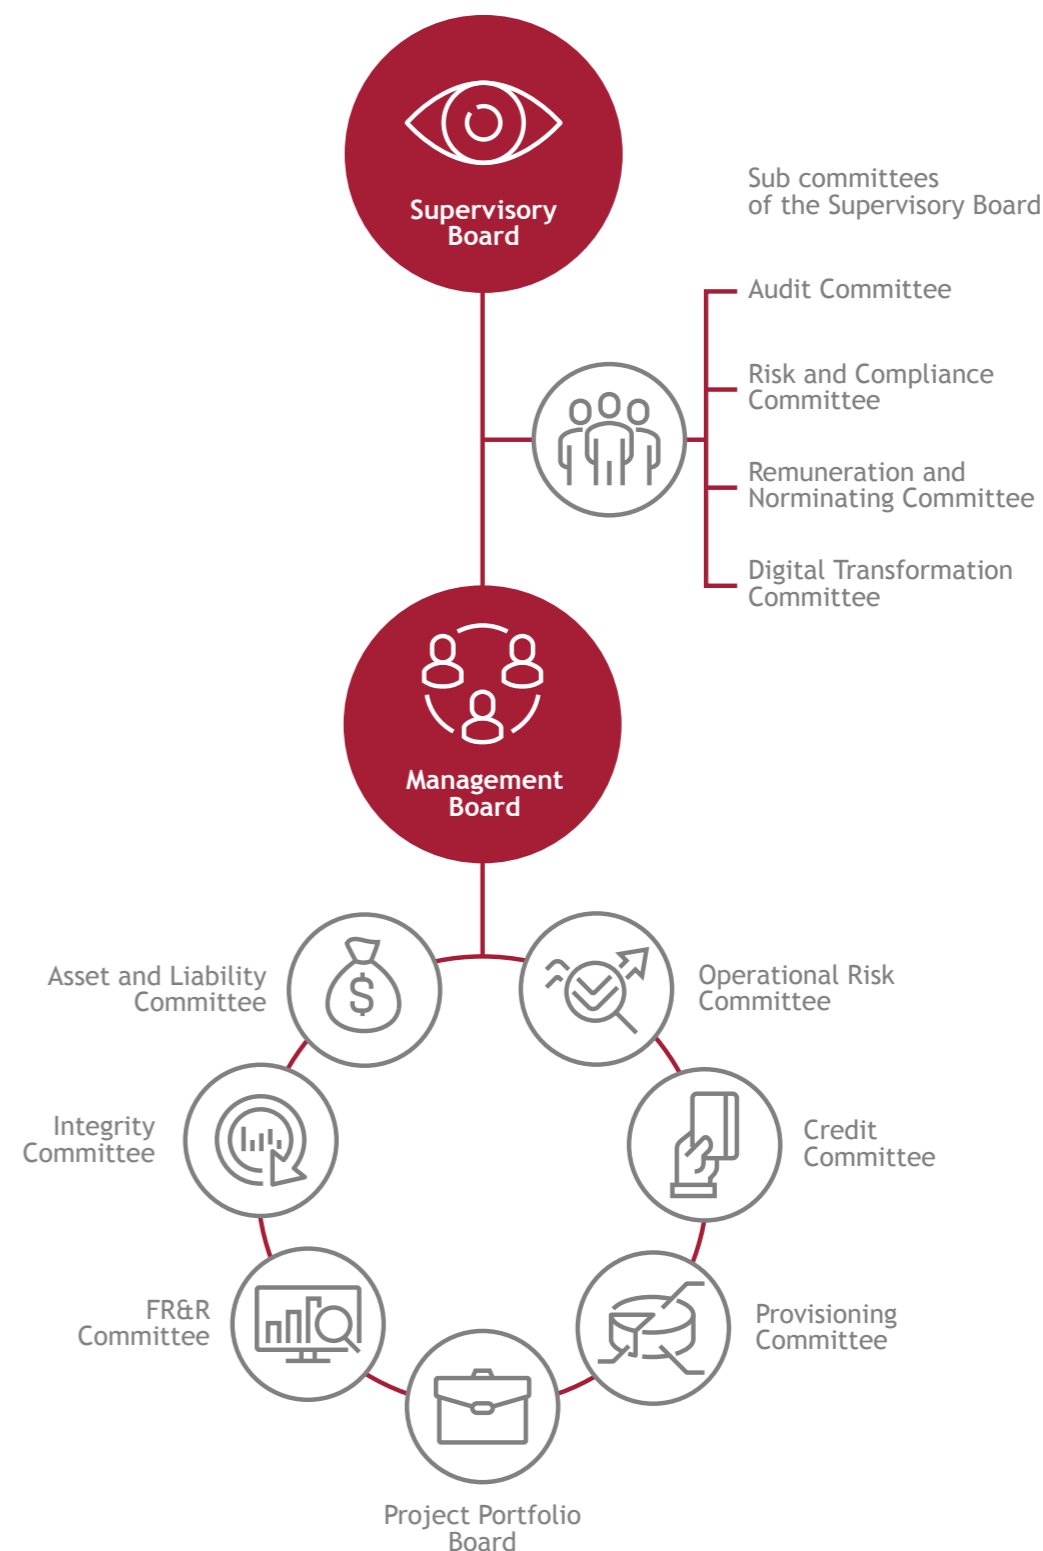 Supervisory
Board
Sub committees
of the Supervisory Board
Audit Committee
Risk and Compliance
Committee
Remuneration and
Norminating Committee
Digital Transformation
Committee
Management
Board
Asset and Liability
Committee
$
Operational Risk
Committee
Integrity
Committee
Credit
Committee
FR&R
Committee
Provisioning
Committee
Project Portfolio
Board